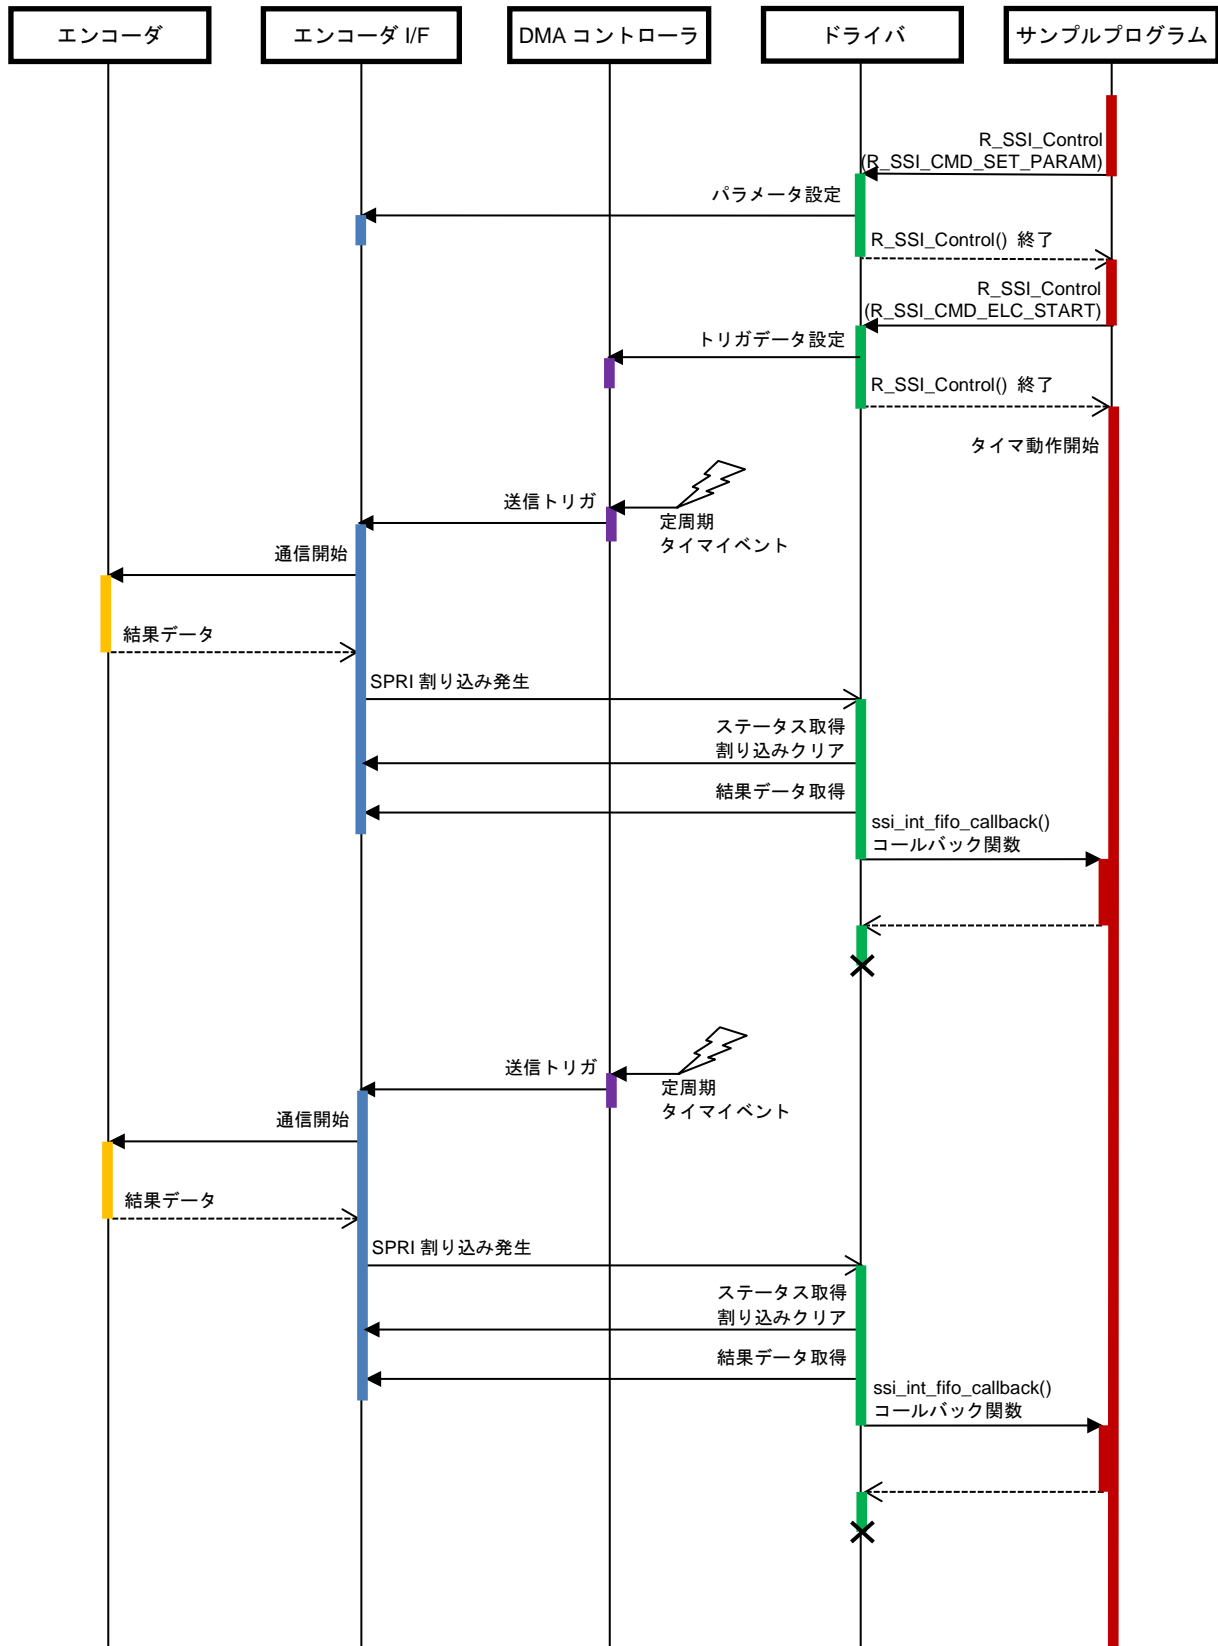 エンコーダ
エンコーダ I/F
DMA コントローラ
ドライバ
サンプルプログラム
R_SSI_Control
(R_SSI_CMD_SET_PARAM)
パラメータ設定
R_SSI_Control() 終了
R_SSI_Control
(R_SSI_CMD_ELC_START)
トリガデータ設定
R_SSI_Control() 終了
タイマ動作開始
送信トリガ
定周期
タイマイベント
通信開始
結果データ
SPRI 割り込み発生
ステータス取得
割り込みクリア
結果データ取得
ssi_int_fifo_callback()
コールバック関数
送信トリガ
定周期
タイマイベント
通信開始
結果データ
SPRI 割り込み発生
ステータス取得
割り込みクリア
結果データ取得
ssi_int_fifo_callback()
コールバック関数